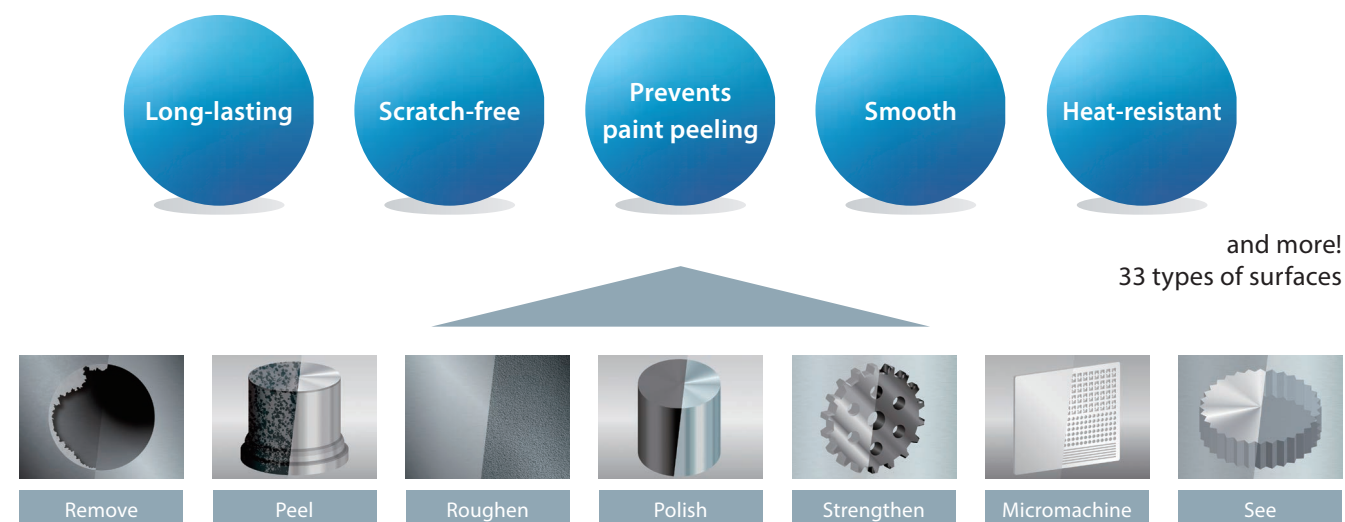 Long-lasting
Scratch-free
Prevents
paint peeling
Smooth
Heat-resistant
and more!
33 types of surfaces
Remove
Peel
Roughen
Polish
Strengthen
Micromachine
See